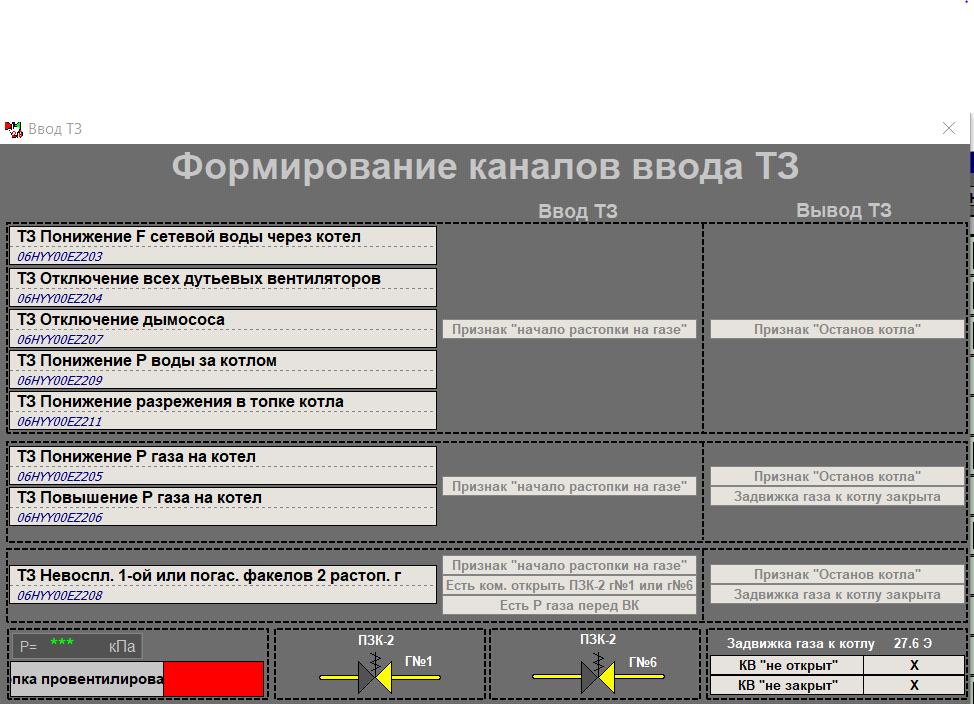 Ввод ТЗ
Формирование каналов ввода ТЗ
Ввод ТЗ
Вывод ТЗ
ТЗ Понижение F сетевой воды через котел
06HYY00EZ203
ТЗ Отключение всех дутьевых вентиляторов
06HYY00EZ204
ТЗ Отключение дымососа
06HYY00EZ207
ТЗ Понижение Р воды за котлом
06HYY00EZ209
ТЗ Понижение разрежения в топке котла
06HYY00EZ211
Признак "начало растопки на газе"
Признак "Останов котла"
ТЗ Понижение Р газа на котел
06HYY00EZ205
ТЗ Повышение Р газа на котел
06HYY00EZ206
Признак "начало растопки на газе"
Признак "Останов котла"
Задвижка газа к котлу закрыта
ТЗ Невоспл. 1-ой или погас. факелов 2 растоп. г
06HYY00EZ208
Признак "начало растопки на газе"
Есть ком. открыть ПЗК-2 г№1 или г№6
Есть Р газа перед ВК
Признак "Останов котла"
Задвижка газа к котлу закрыта
Р= *** кПа
пка провентилирова
ПЗК-2
Г№1
ПЗК-2
Г№6
Задвижка газа к котлу 27.6 Э
КВ "не открыт" X
КВ "не закрыт" X